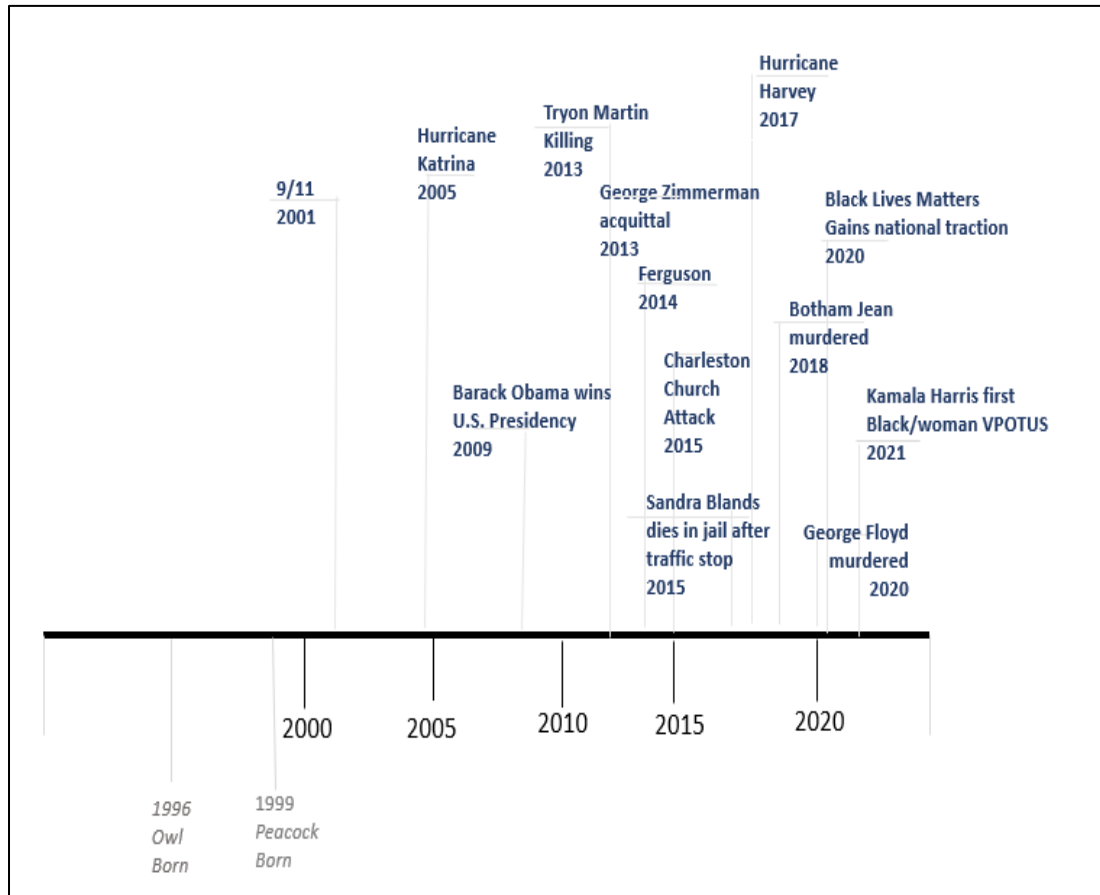 Hurricane
Harvey
2017
Tryon Martin
Killing
2013
Hurricane
Katrina
2005
9/11
2001
George Zimmerman
acquittal
2013
Black Lives Matters
Gains national traction
2020
Ferguson
2014
Botham Jean
murdered
2018
Charleston
Church
Attack
2015
Barack Obama wins
U.S. Presidency
2009
Kamala Harris first
Black/woman VPOTUS
2021
Sandra Blands
dies in jail after
traffic stop
2015
George Floyd
murdered
2020
2000
2005
2010
2015
2020
1996
Owl
Born
1999
Peacock
Born